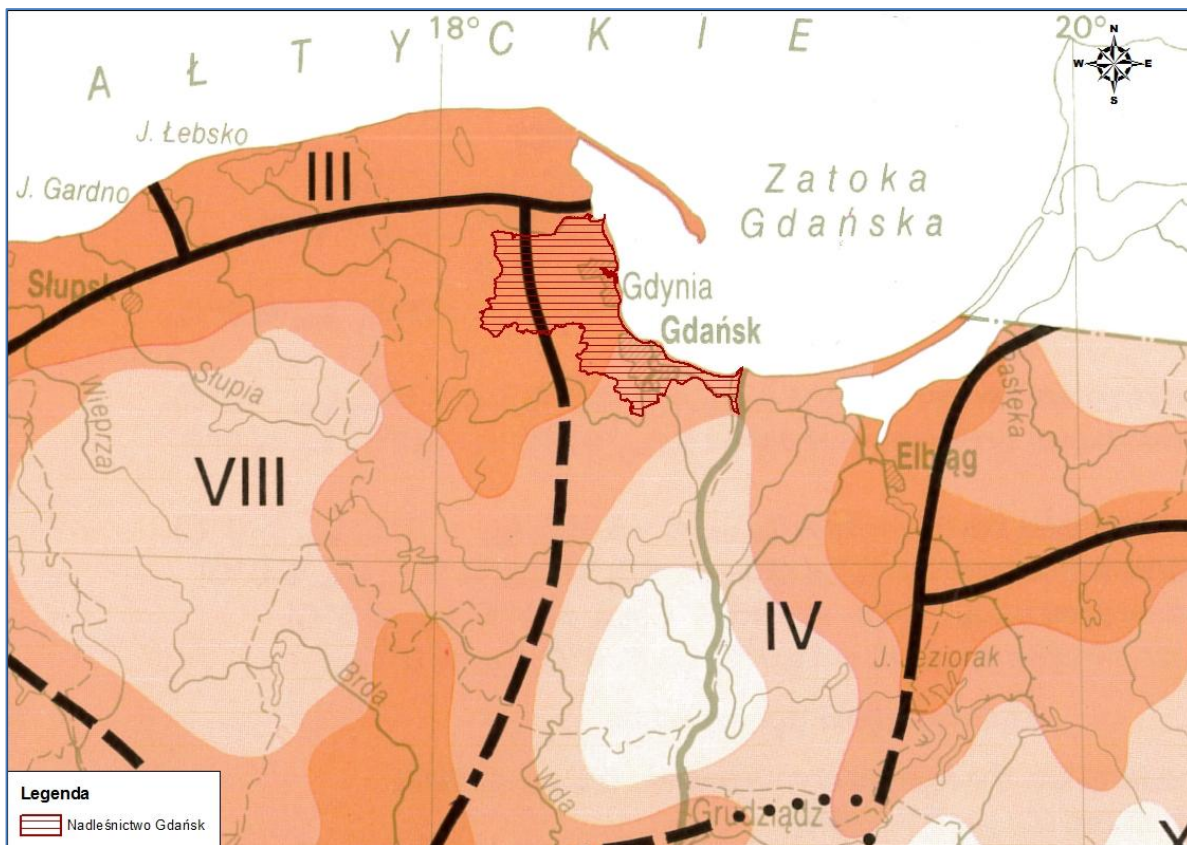 18°
20°
A Ł T Y C K I E
N
W E
S
J. Łebsko
J. Gardno
III
Zatoka
Gdańska
Słupsk
Gdynia
Gdańsk
Pasłęka
Wieprza
Słupia
VIII
Elbląg
IV
J. Jeziorak
Brda
Wda
Grudziądz
Legenda
Nadleśnictwo Gdańsk